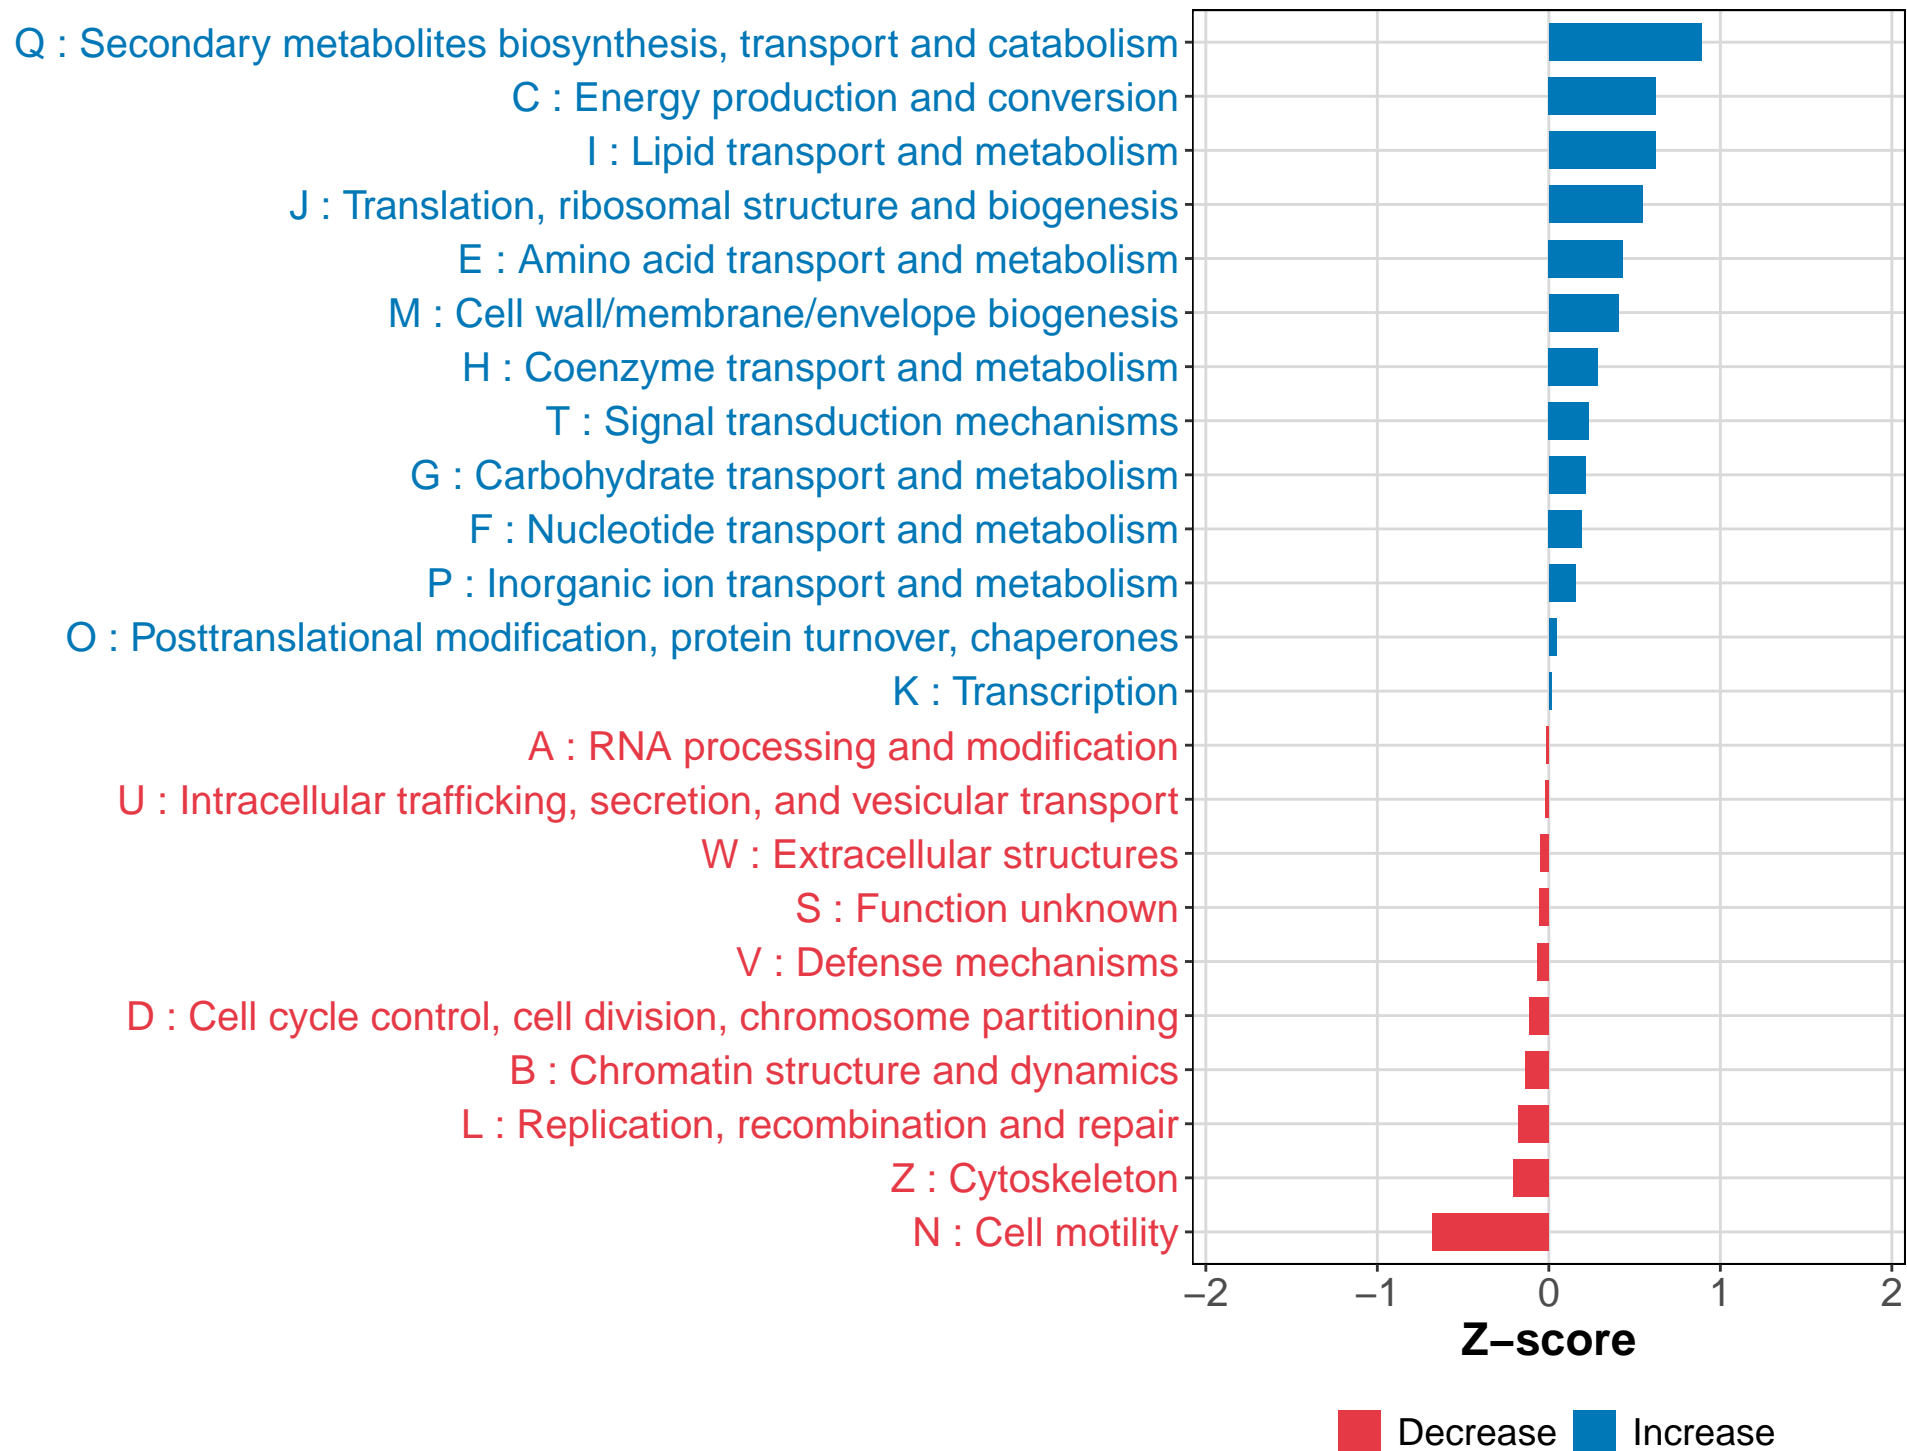 Q : Secondary metabolites biosynthesis, transport and catabolism
C : Energy production and conversion
I : Lipid transport and metabolism
J : Translation, ribosomal structure and biogenesis
E : Amino acid transport and metabolism
M : Cell wall/membrane/envelope biogenesis
H : Coenzyme transport and metabolism
T : Signal transduction mechanisms
G : Carbohydrate transport and metabolism
F : Nucleotide transport and metabolism
P : Inorganic ion transport and metabolism
O : Posttranslational modification, protein turnover, chaperones
K : Transcription
A : RNA processing and modification
U : Intracellular trafficking, secretion, and vesicular transport
W : Extracellular structures
S : Function unknown
V : Defense mechanisms
D : Cell cycle control, cell division, chromosome partitioning
B : Chromatin structure and dynamics
L : Replication, recombination and repair
Z : Cytoskeleton
N : Cell motility
−2 −1 0 1 2
Z−score
Decrease Increase